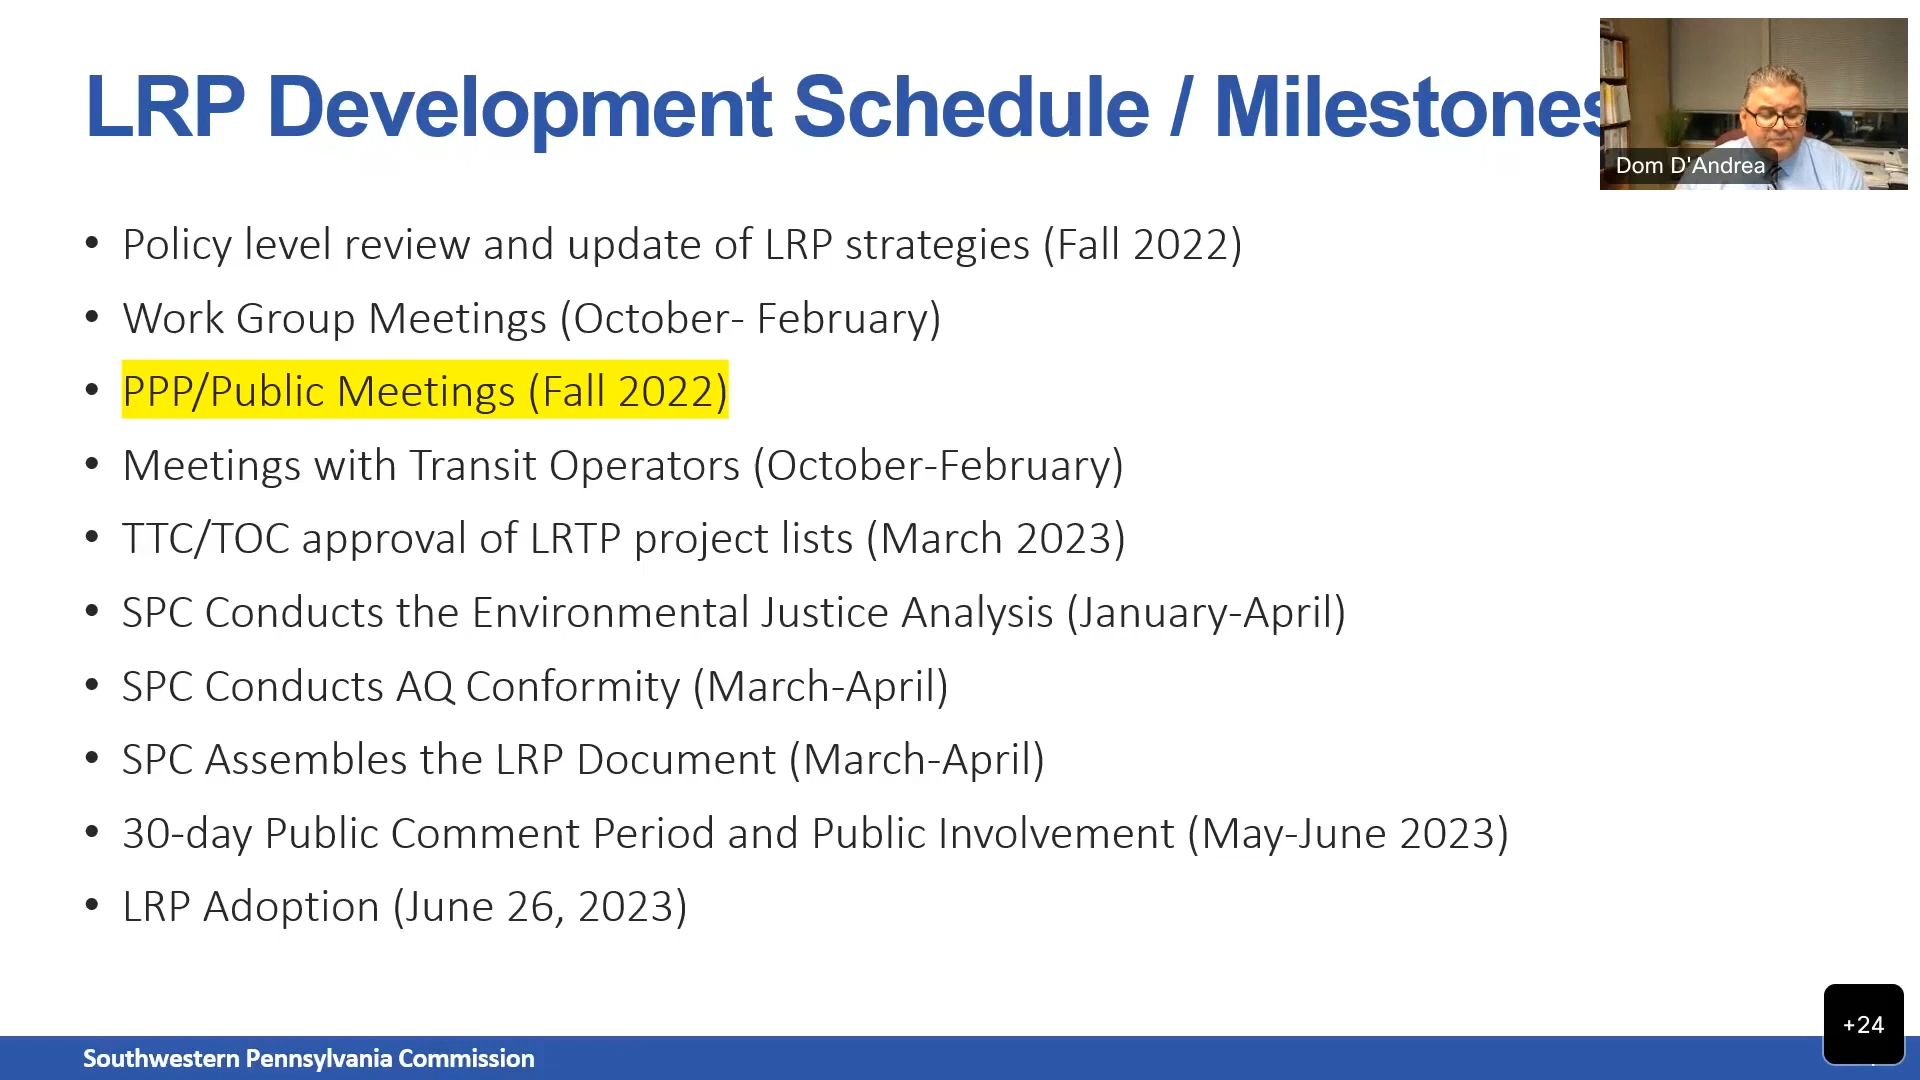 LRP Development Schedule / Milestones
Dom D'Andrea
• Policy level review and update of LRP strategies (Fall 2022)
• Work Group Meetings (October- February)
• PPP/Public Meetings (Fall 2022)
• Meetings with Transit Operators (October-February)
• TTC/TOC approval of LRTP project lists (March 2023)
• SPC Conducts the Environmental Justice Analysis (January-April)
• SPC Conducts AQ Conformity (March-April)
• SPC Assembles the LRP Document (March-April)
• 30-day Public Comment Period and Public Involvement (May-June 2023)
• LRP Adoption (June 26, 2023)
+24
Southwestern Pennsylvania Commission